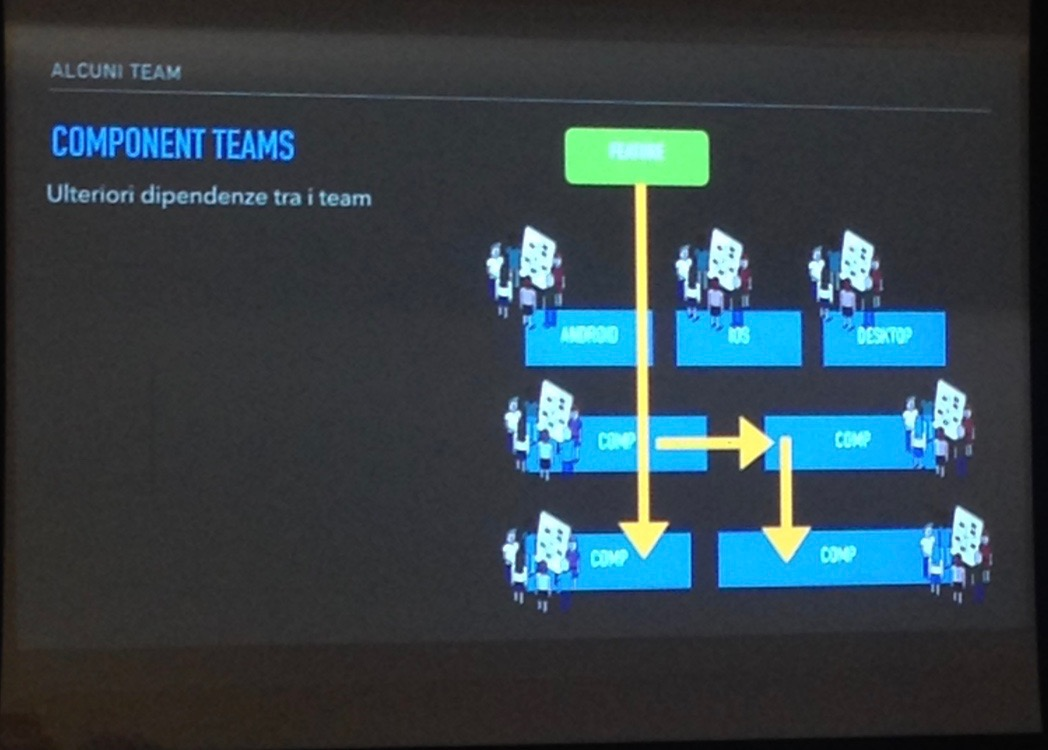 ALCUNI TEAM
COMPONENT TEAMS
Ulteriori dipendenze tra i team
FEATURE
ANDROID
IOS
DESKTOP
COMP
COMP
COMP
COMP